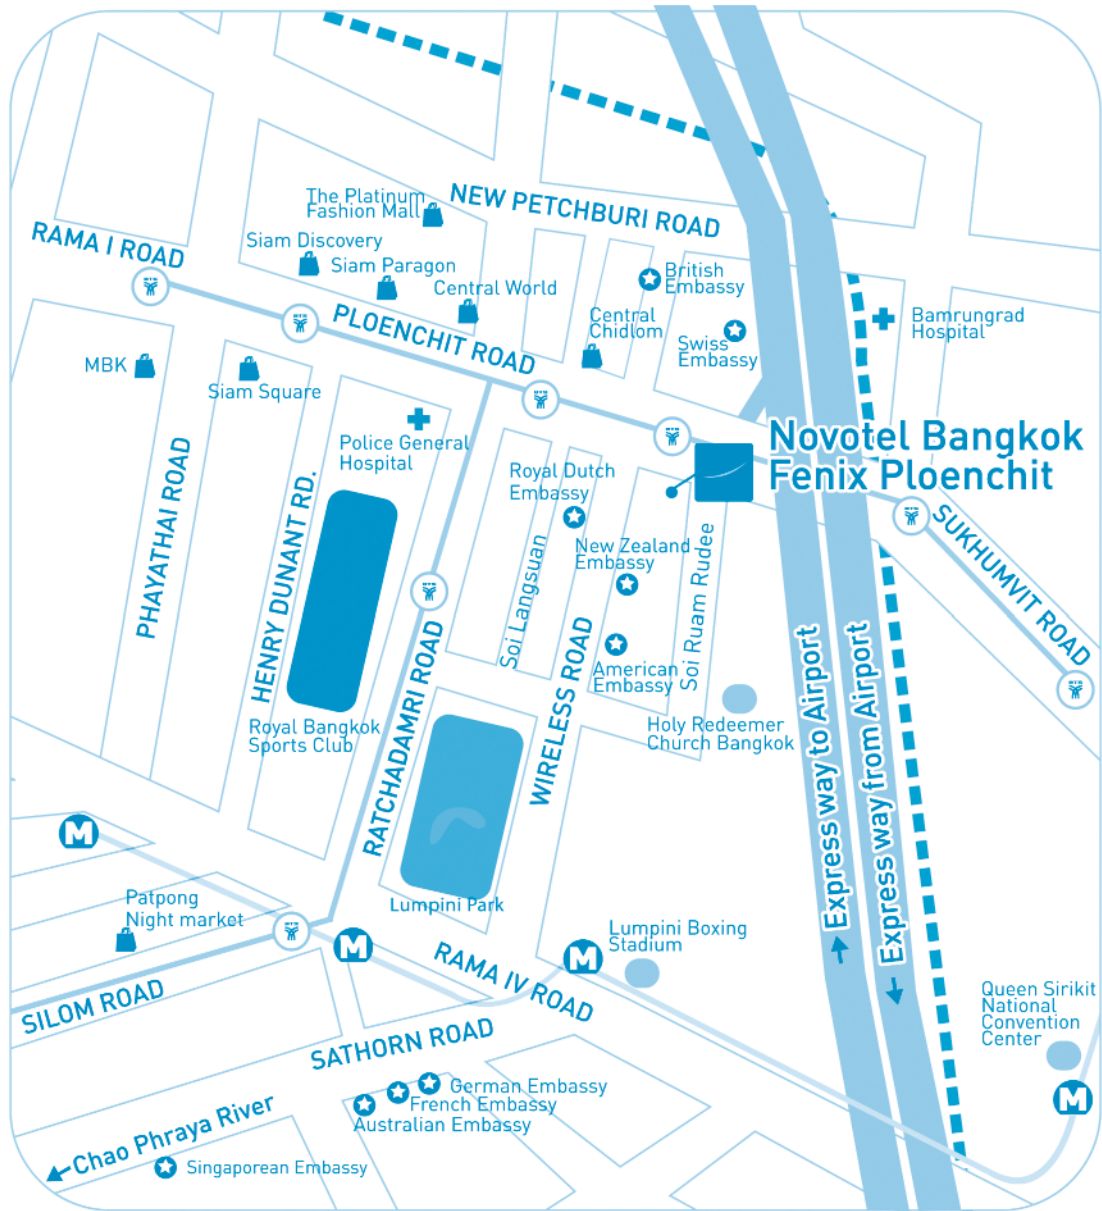 The Platinum
Fashion Mall
NEW PETCHBURI ROAD
RAMA I ROAD
Siam Discovery
Siam Paragon
Central World
British
Embassy
Central
Chidlom
Swiss
Embassy
Bamrungrad
Hospital
PLOENCHIT ROAD
MBK
Siam Square
Police General
Hospital
Novotel Bangkok
Fenix Ploenchit
Royal Dutch
Embassy
PHAYATHAI ROAD
HENRY DUNANT RD.
New Zealand
Embassy
Soi Langsuan
Soi Ruam Rudee
SUKHUMVIT ROAD
American
Embassy
WIRELESS ROAD
RATCHADAMRI ROAD
Royal Bangkok
Sports Club
Holy Redeemer
Church Bangkok
Express way to Airport
Express way from Airport
M
Patpong
Night market
Lumpini Park
M
M
Lumpini Boxing
Stadium
RAMA IV ROAD
SILOM ROAD
SATHORN ROAD
Queen Sirikit
National
Convention
Center
M
German Embassy
French Embassy
Australian Embassy
Chao Phraya River
Singaporean Embassy